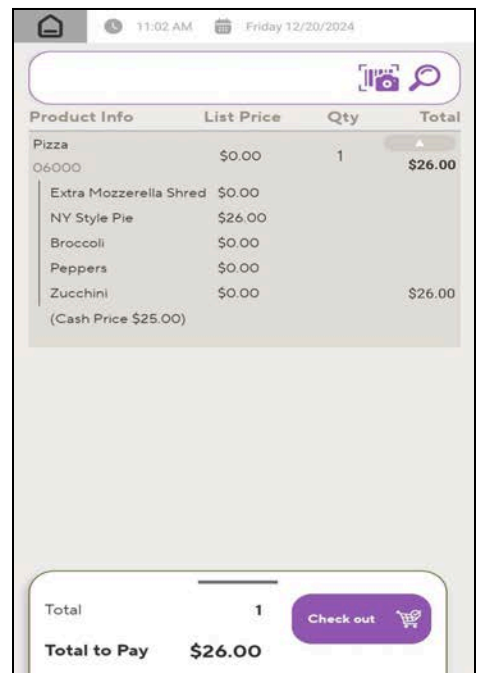 11:02 AM Friday 12/20/2024
Product Info List Price Qty Total
Pizza
06000 $0.00 1 $26.00
Extra Mozzerella Shred $0.00
NY Style Pie $26.00
Broccoli $0.00
Peppers $0.00
Zucchini $0.00 $26.00
(Cash Price $25.00)
Total 1
Check out
Total to Pay $26.00